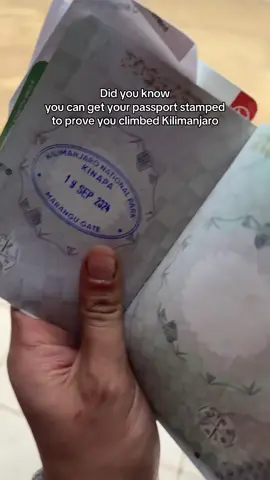 Did you know
you can get your passport stamped
to prove you climbed Kilimanjaro
KILIMANJARO NATIONAL PARK
KINAPA
19 SEP 2024
MARANGU GATE